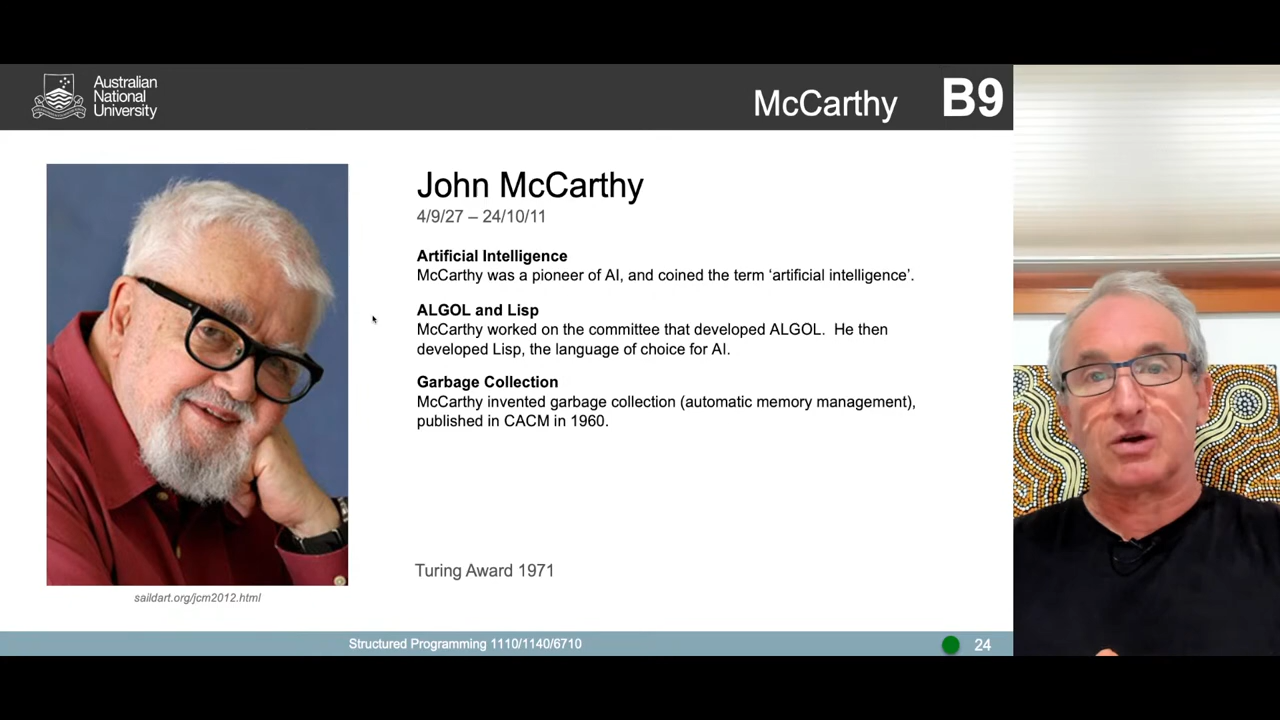 Australian
National
University
McCarthy
B9
John McCarthy
4/9/27 – 24/10/11
Artificial Intelligence
McCarthy was a pioneer of AI, and coined the term ‘artificial intelligence’.
ALGOL and Lisp
McCarthy worked on the committee that developed ALGOL.  He then
developed Lisp, the language of choice for AI.
Garbage Collection
McCarthy invented garbage collection (automatic memory management),
published in CACM in 1960.
Turing Award 1971
saildart.org/jcm2012.html
Structured Programming 1110/1140/6710
24